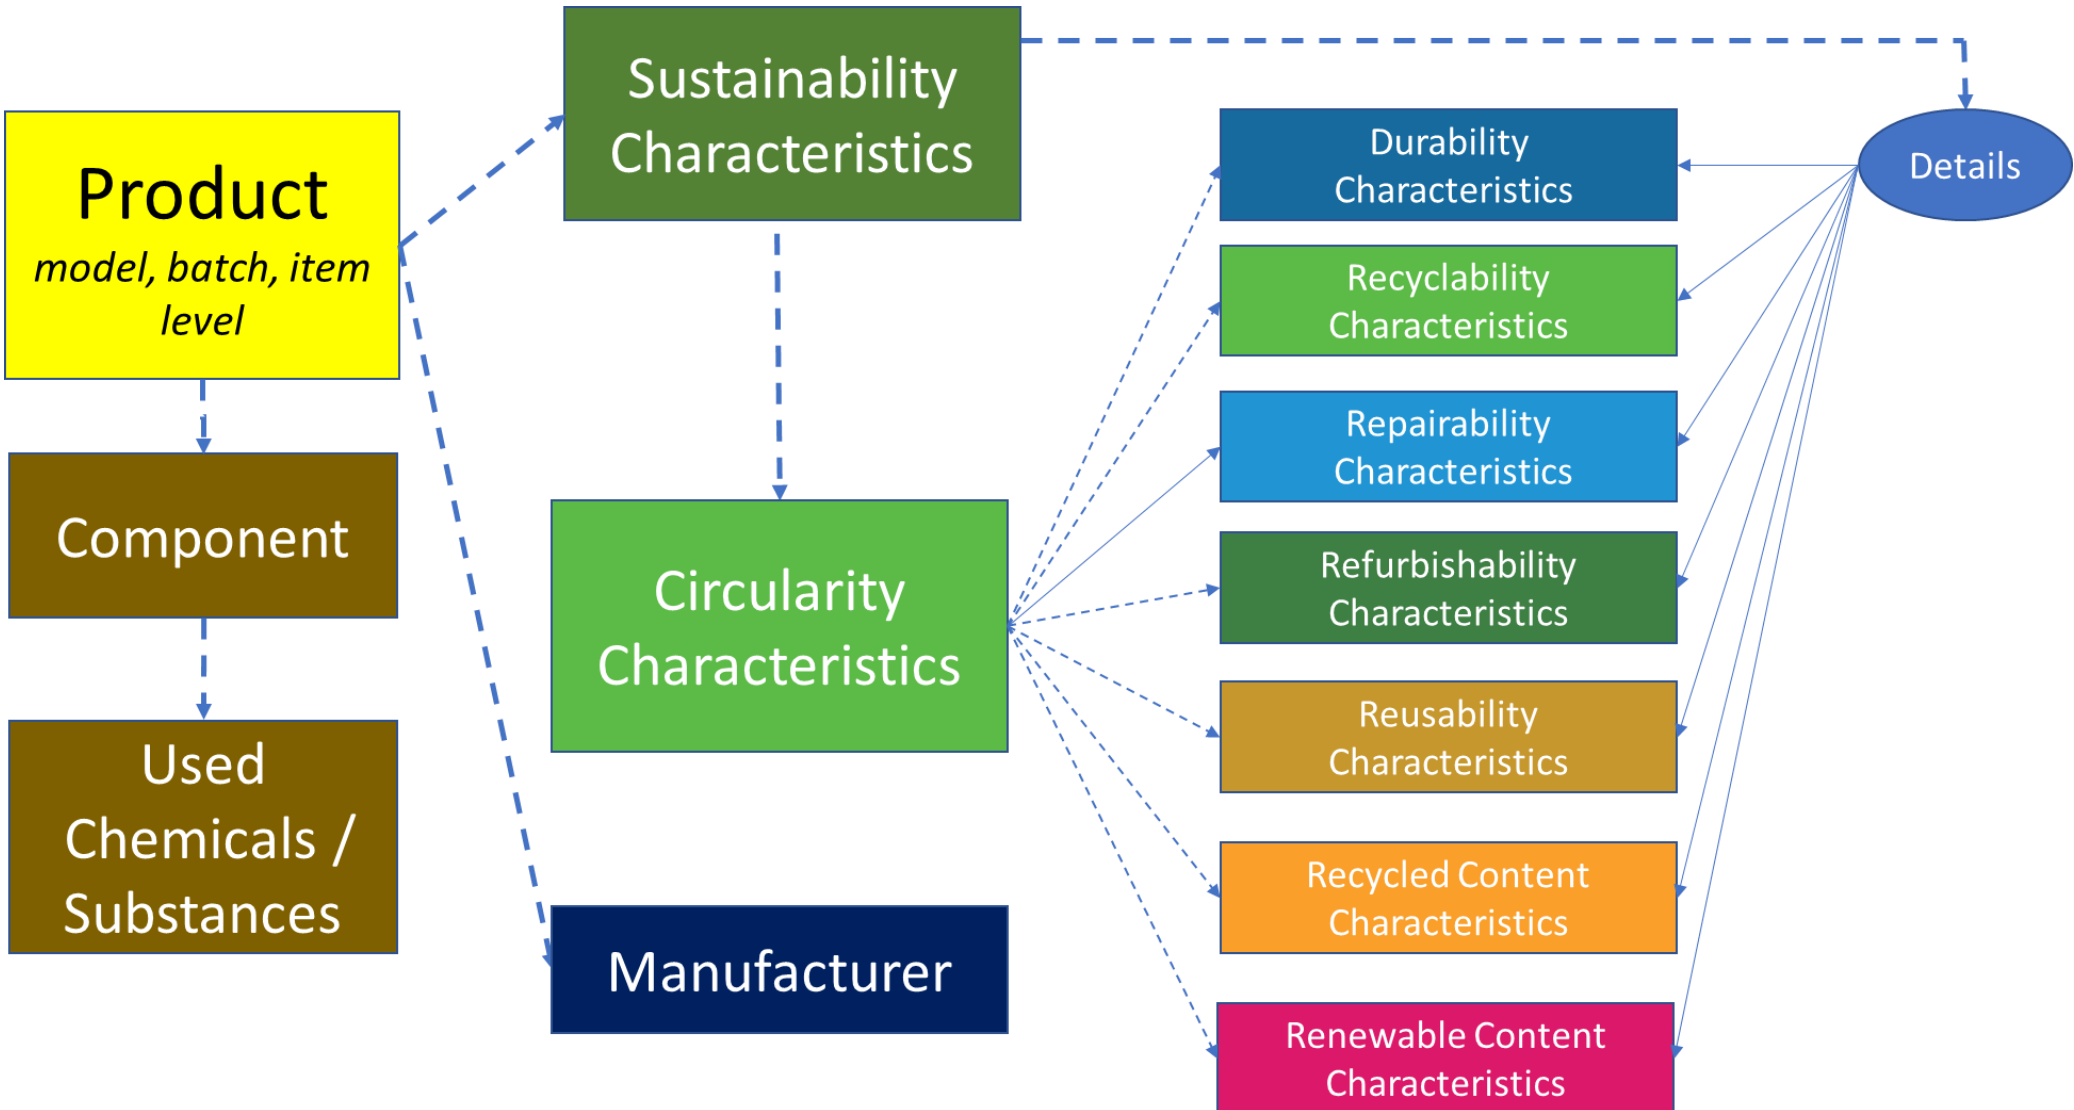 Product
model, batch, item
level
Component
Used
Chemicals /
Substances
Sustainability
Characteristics
Circularity
Characteristics
Manufacturer
Durability
Characteristics
Recyclability
Characteristics
Repairability
Characteristics
Refurbishability
Characteristics
Reusability
Characteristics
Recycled Content
Characteristics
Renewable Content
Characteristics
Details